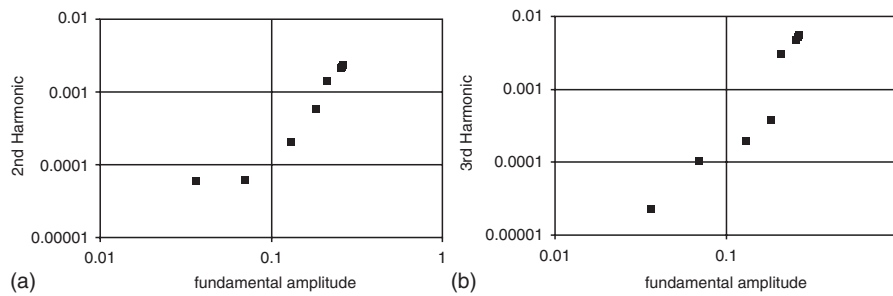 0.01
0.001
0.0001
0.00001
2nd Harmonic
0.01
0.1
1
fundamental amplitude
(a)
0.01
0.001
0.0001
0.00001
3rd Harmonic
0.01
0.1
fundamental amplitude
(b)